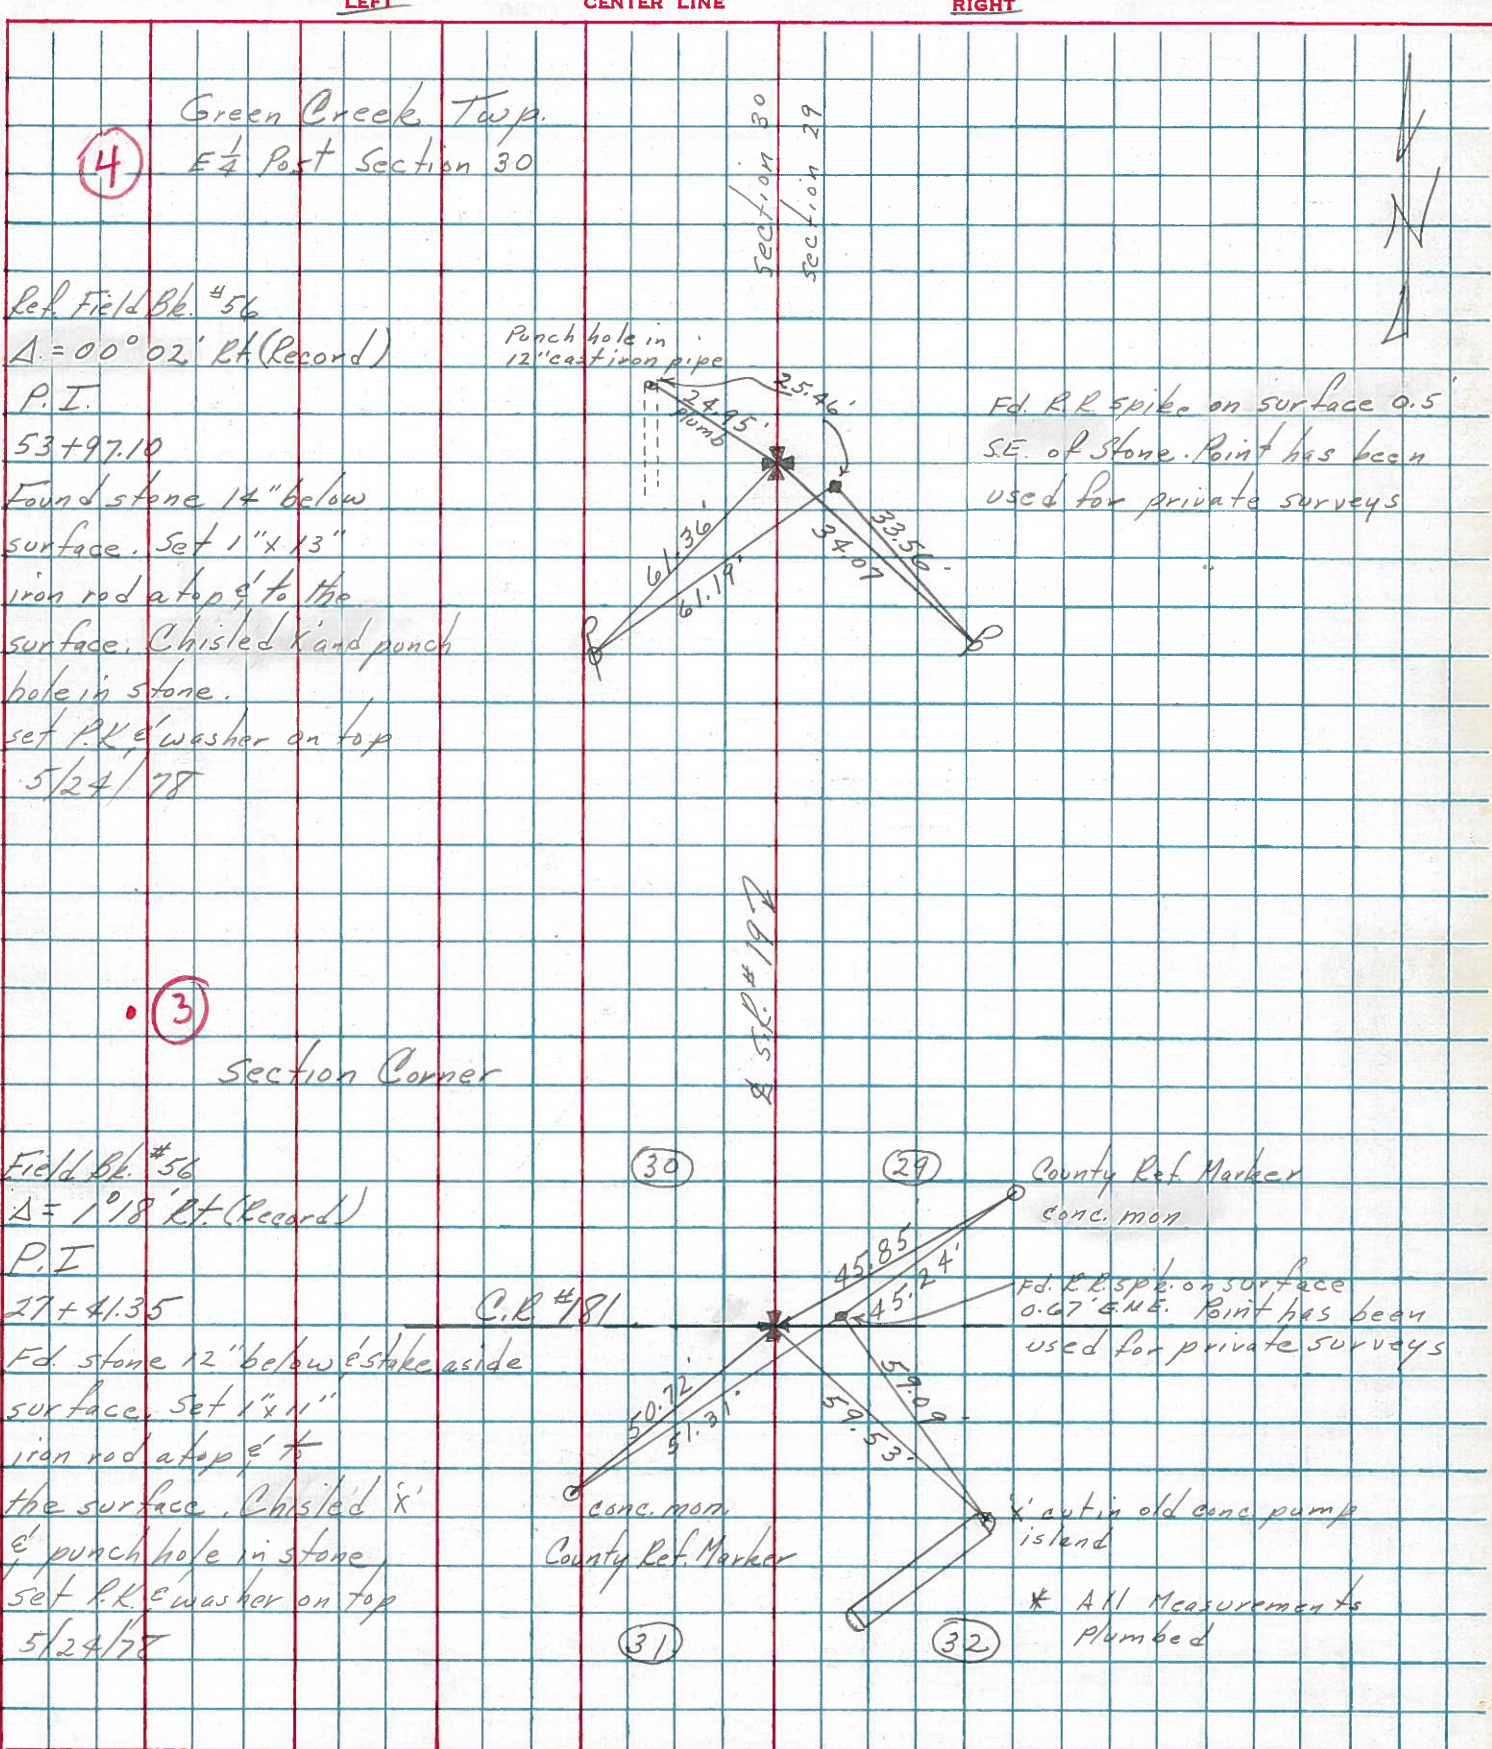 LEFT
CENTER LINE
RIGHT
Green Creek Twp.
4
E 1/4 Post Section 30
Section 30
Section 29
N
Ref. Field Bk. #56
Δ = 00° 02' Rt (Record)
P.I.
53+97.10
Found stone 14" below
surface. Set 1" x 13"
iron rod atop & to the
surface. Chisled 'x' and punch
hole in stone.
set P.K & washer on top
5/24/78
Punch hole in
12" cast iron pipe
24.95'
plumb
25.46'
61.36'
61.19'
34.07
33.56'
Fd. R.R. spike on surface 0.5'
S.E. of Stone. Point has been
used for private surveys
℄ S.R. #19
3
Section Corner
Field Bk. #56
Δ = 1°18' Rt. (Record)
P.I
27+41.35
Fd. stone 12" below & stake aside
surface. Set 1" x 11"
iron rod atop & to
the surface. Chisled 'x'
& punch hole in stone,
set P.K. & washer on top
5/24/78
30
29
County Ref. Marker
conc. mon.
45.85'
45.24'
C.R. #181
Fd. R.R. spk. on surface
0.67' E.N.E. Point has been
used for private surveys
50.72'
51.31'
59.53'
59.09'
conc. mon.
County Ref. Marker
'x' cut in old conc. pump
island
* All Measurements
Plumbed
31
32